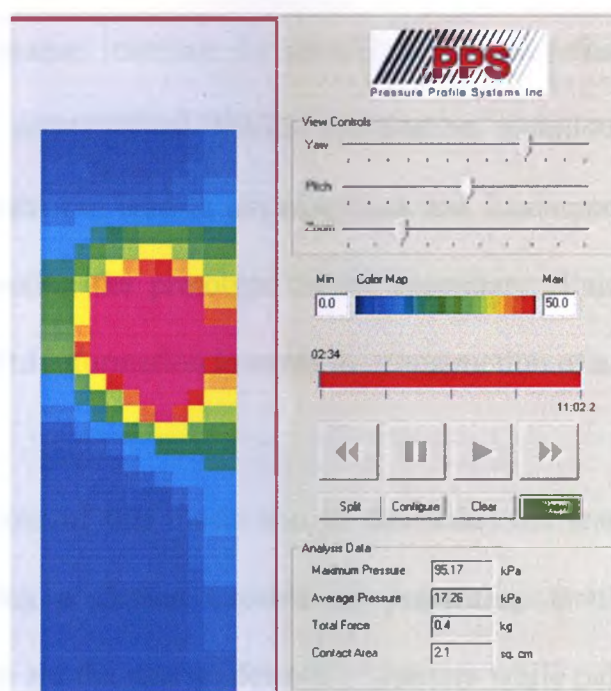 PPS
Pressure Profile Systems Inc
View Controls
Yaw
Pitch
Zoom
Min Color Map Max
0.0 50.0
02:34
11:02.2
Split Configure Clear
Analysis Data
Maximum Pressure 95.17 kPa
Average Pressure 17.26 kPa
Total Force 0.4 kg
Contact Area 2.1 sq. cm